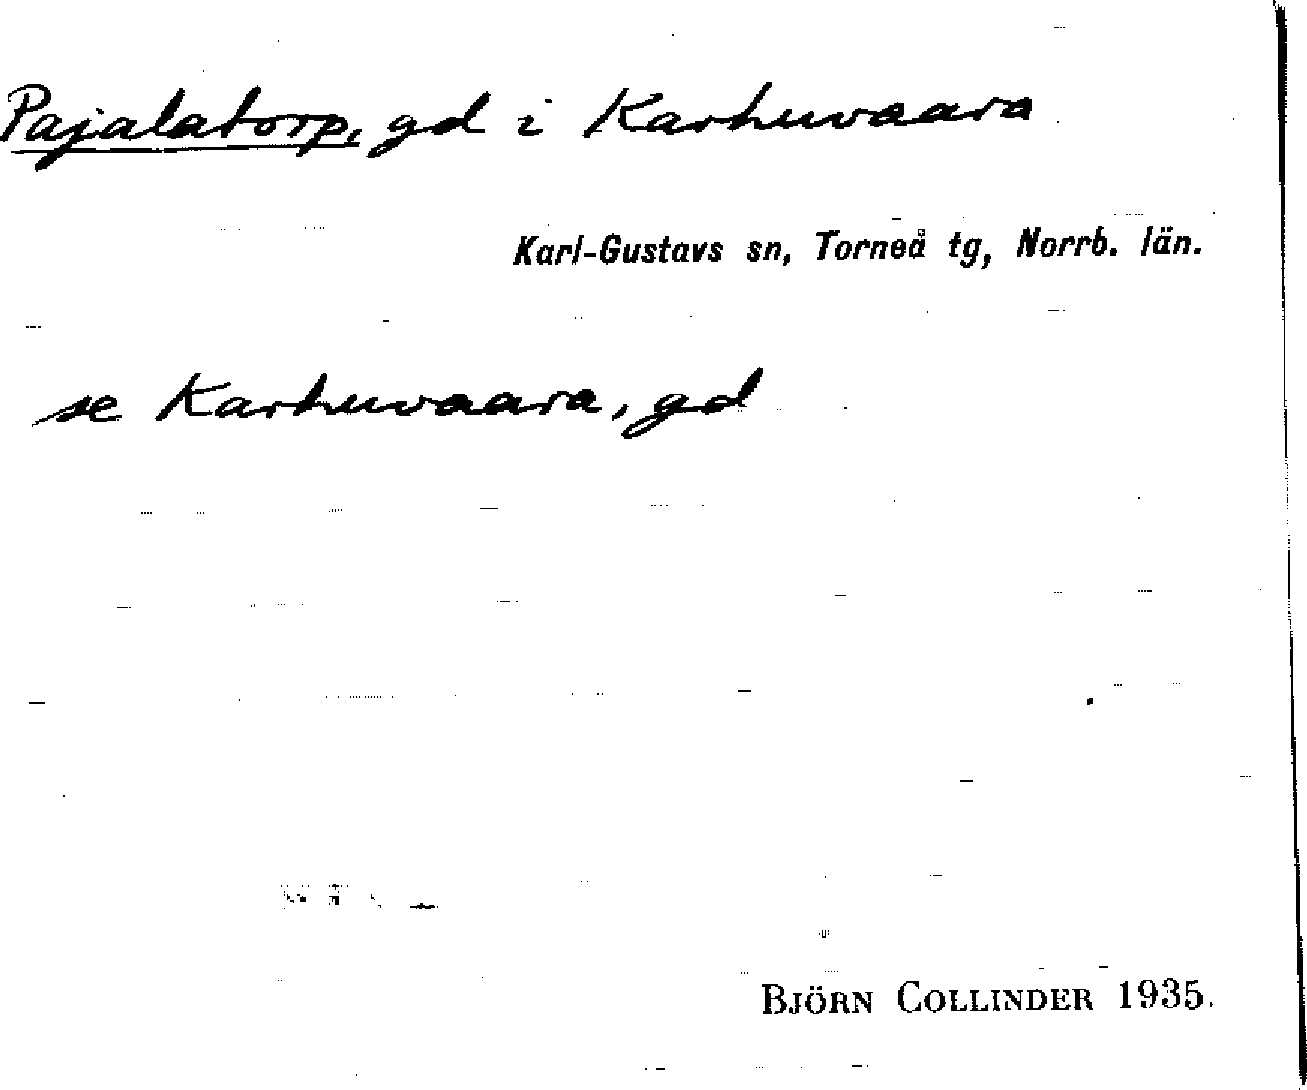 Pajalatorp, gd i Karhuvaara
Karl-Gustavs sn, Torneå tg, Norrb. län.
se Karhuvaara, gd
BJÖRN COLLINDER 1935.